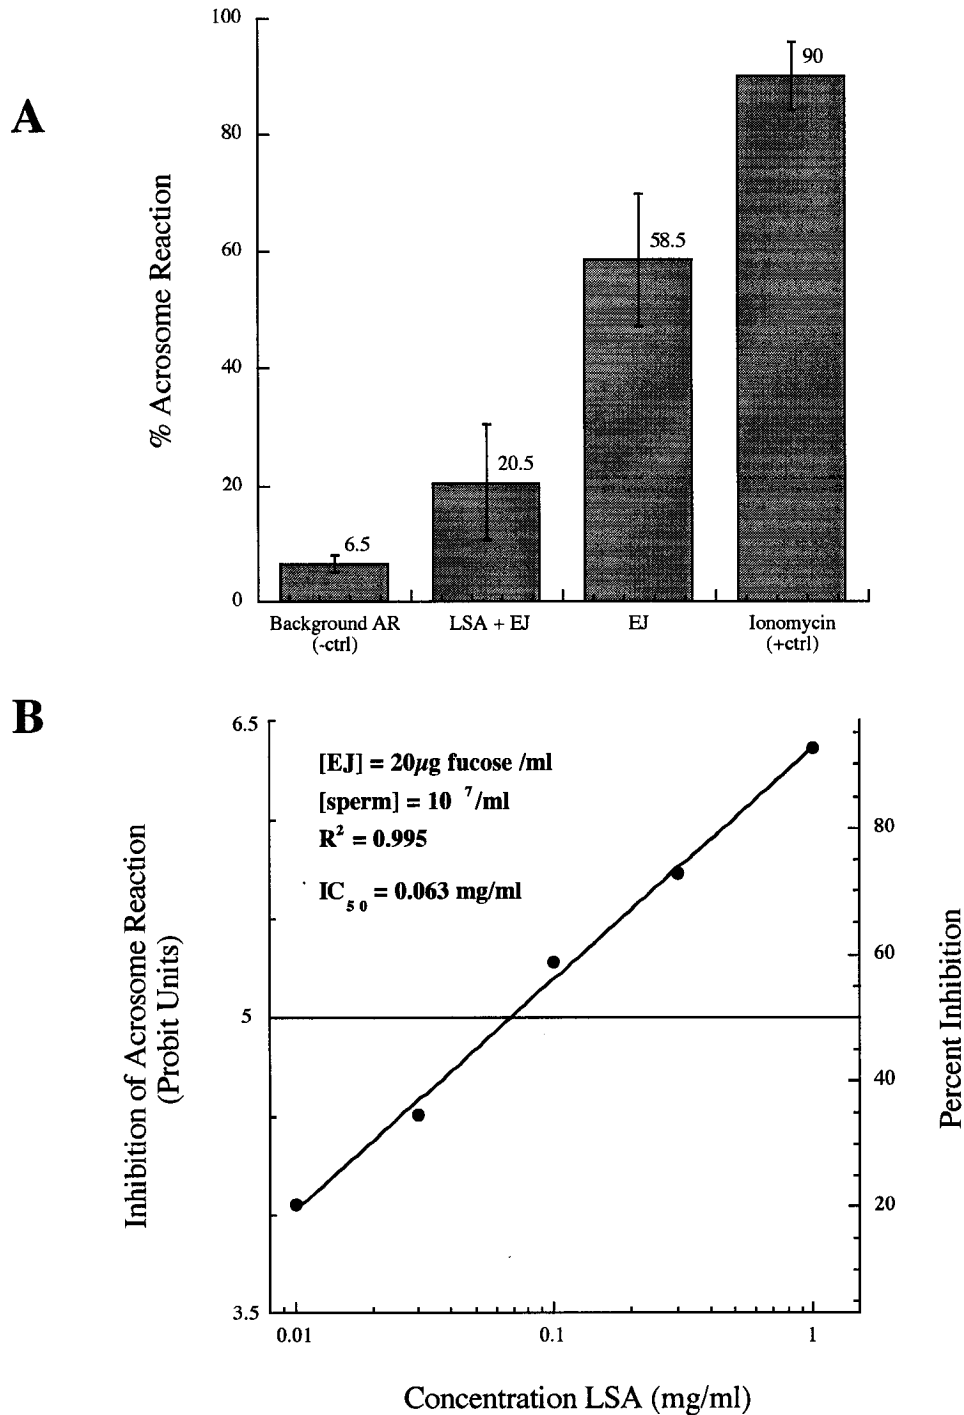 A
100
80
60
40
20
0
% Acrosome Reaction
6.5
20.5
58.5
90
Background AR
(-ctrl)
LSA + EJ
EJ
Ionomycin
(+ctrl)
B
6.5
5
3.5
Inhibition of Acrosome Reaction
(Probit Units)
[EJ] = 20µg fucose /ml
[sperm] = 10 ⁷/ml
R² = 0.995
IC₅₀ = 0.063 mg/ml
80
60
40
20
Percent Inhibition
0.01
0.1
1
Concentration LSA (mg/ml)